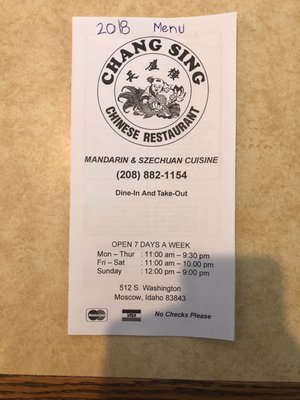 2018 Menu
CHANG SING
CHINESE RESTAURANT
MANDARIN & SZECHUAN CUISINE
(208) 882-1154
Dine-In And Take-Out
OPEN 7 DAYS A WEEK
Mon – Thur : 11:00 am – 9:30 pm
Fri – Sat : 11:00 am – 10.00 pm
Sunday : 12:00 pm – 9:00 pm
512 S. Washington
Moscow, Idaho 83843
VISA No Checks Please